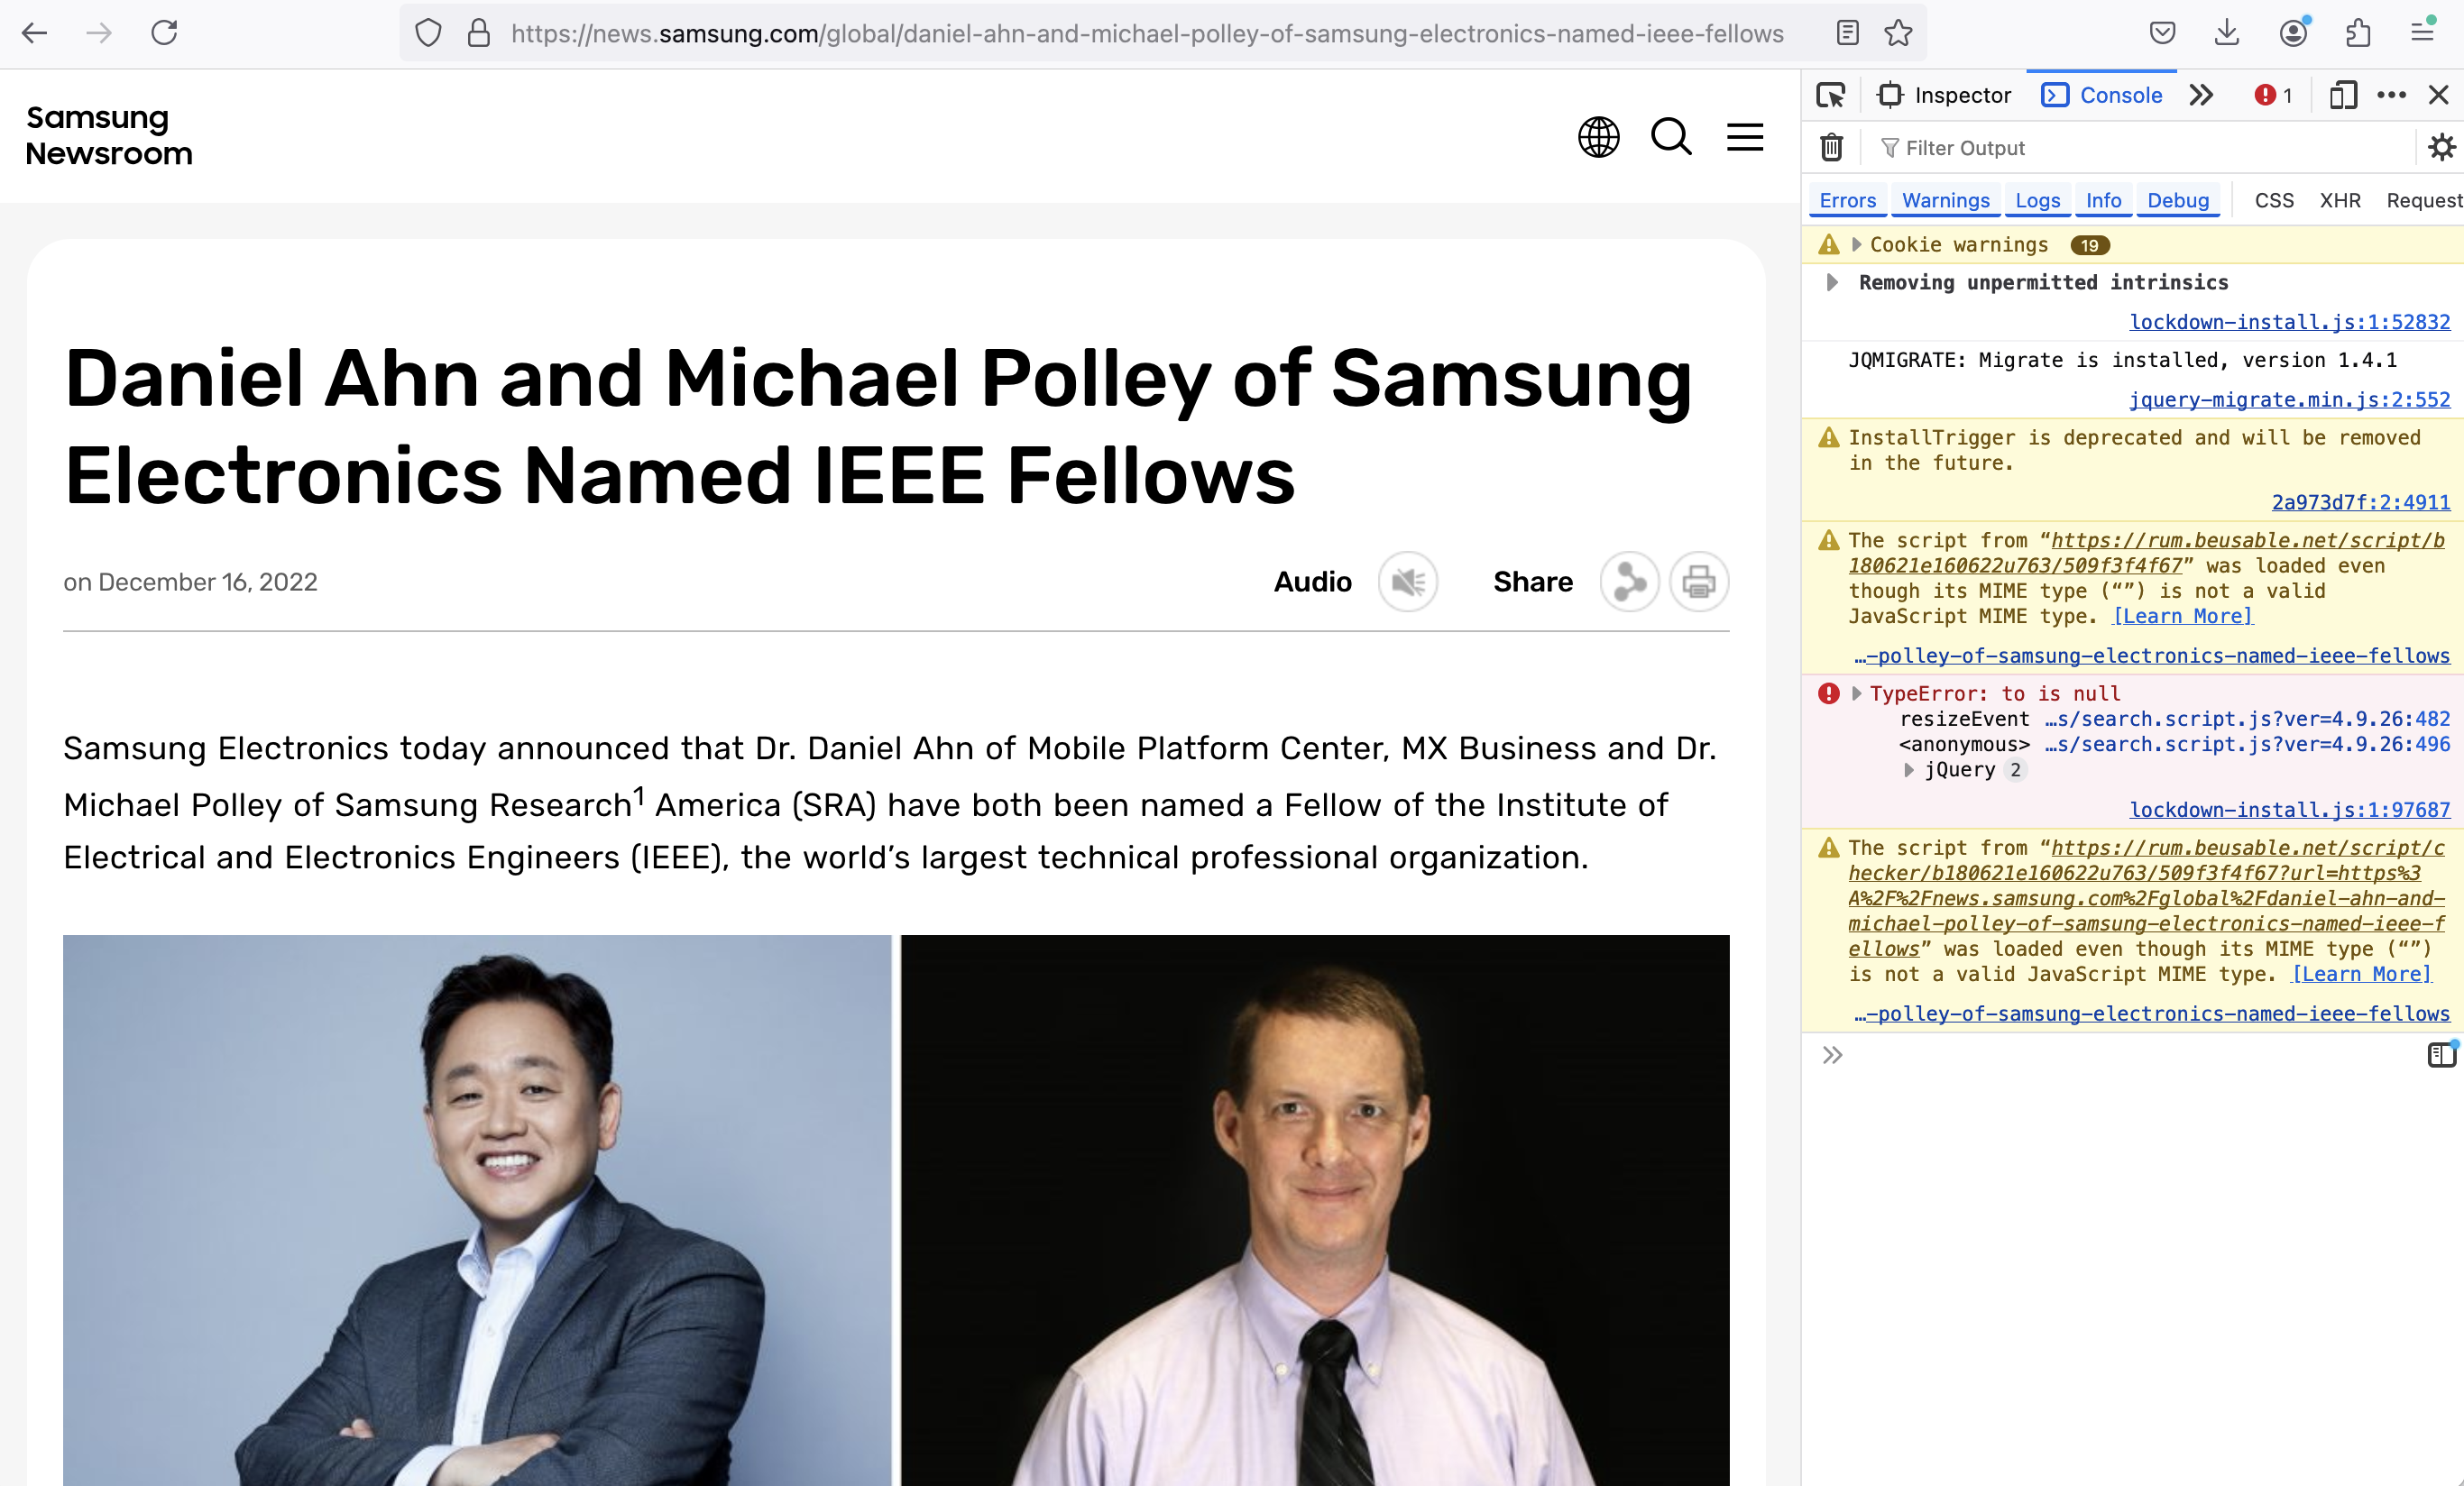 https://news.samsung.com/global/daniel-ahn-and-michael-polley-of-samsung-electronics-named-ieee-fellows
Samsung
Newsroom
Daniel Ahn and Michael Polley of Samsung
Electronics Named IEEE Fellows
on December 16, 2022
Audio
Share
Samsung Electronics today announced that Dr. Daniel Ahn of Mobile Platform Center, MX Business and Dr.
Michael Polley of Samsung Research1 America (SRA) have both been named a Fellow of the Institute of
Electrical and Electronics Engineers (IEEE), the world’s largest technical professional organization.
Inspector
Console
1
Filter Output
Errors Warnings Logs Info Debug CSS XHR Request
Cookie warnings 19
Removing unpermitted intrinsics
lockdown-install.js:1:52832
JQMIGRATE: Migrate is installed, version 1.4.1
jquery-migrate.min.js:2:552
InstallTrigger is deprecated and will be removed
in the future.
2a973d7f:2:4911
The script from “https://rum.beusable.net/script/b
180621e160622u763/509f3f4f67” was loaded even
though its MIME type (“”) is not a valid
JavaScript MIME type. [Learn More]
…-polley-of-samsung-electronics-named-ieee-fellows
TypeError: to is null
resizeEvent …s/search.script.js?ver=4.9.26:482
<anonymous> …s/search.script.js?ver=4.9.26:496
jQuery 2
lockdown-install.js:1:97687
The script from “https://rum.beusable.net/script/c
hecker/b180621e160622u763/509f3f4f67?url=https%3
A%2F%2Fnews.samsung.com%2Fglobal%2Fdaniel-ahn-and-
michael-polley-of-samsung-electronics-named-ieee-f
ellows” was loaded even though its MIME type (“”)
is not a valid JavaScript MIME type. [Learn More]
…-polley-of-samsung-electronics-named-ieee-fellows